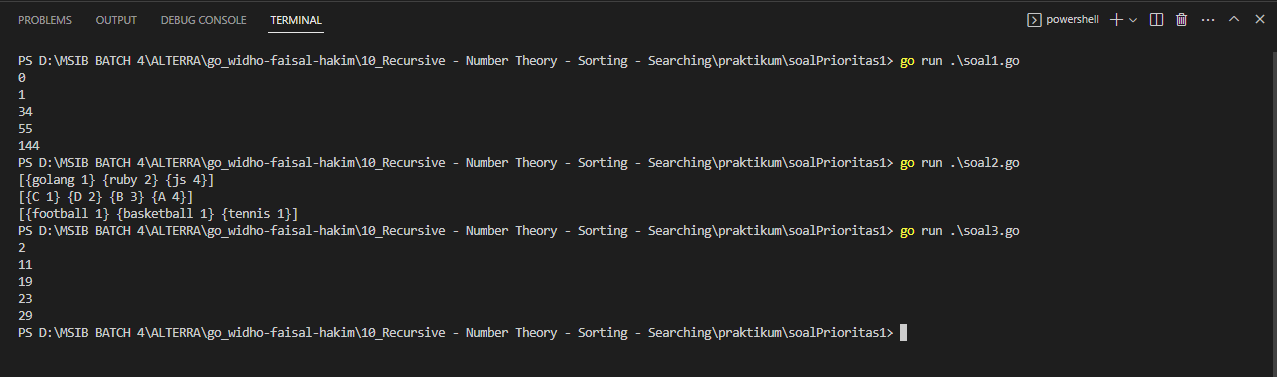 PROBLEMS OUTPUT DEBUG CONSOLE TERMINAL powershell
PS D:\MSIB BATCH 4\ALTERRA\go_widho-faisal-hakim\10_Recursive - Number Theory - Sorting - Searching\praktikum\soalPrioritas1> go run .\soal1.go
0
1
34
55
144
PS D:\MSIB BATCH 4\ALTERRA\go_widho-faisal-hakim\10_Recursive - Number Theory - Sorting - Searching\praktikum\soalPrioritas1> go run .\soal2.go
[{golang 1} {ruby 2} {js 4}]
[{C 1} {D 2} {B 3} {A 4}]
[{football 1} {basketball 1} {tennis 1}]
PS D:\MSIB BATCH 4\ALTERRA\go_widho-faisal-hakim\10_Recursive - Number Theory - Sorting - Searching\praktikum\soalPrioritas1> go run .\soal3.go
2
11
19
23
29
PS D:\MSIB BATCH 4\ALTERRA\go_widho-faisal-hakim\10_Recursive - Number Theory - Sorting - Searching\praktikum\soalPrioritas1>